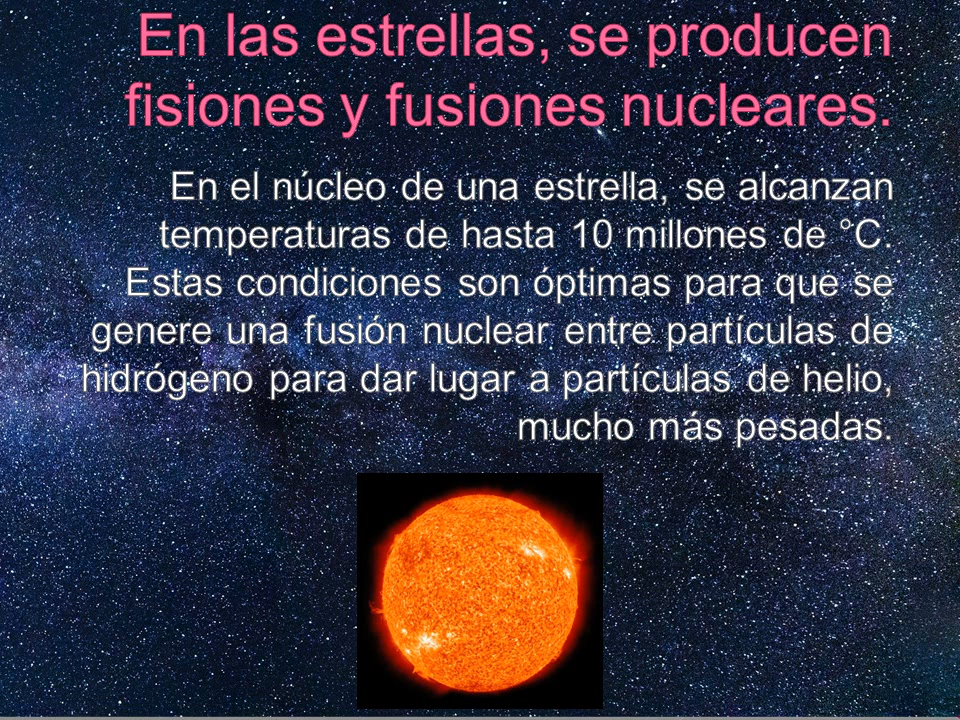 En las estrellas, se producen
fisiones y fusiones nucleares.
En el núcleo de una estrella, se alcanzan
temperaturas de hasta 10 millones de °C.
Estas condiciones son óptimas para que se
genere una fusión nuclear entre partículas de
hidrógeno para dar lugar a partículas de helio,
mucho más pesadas.